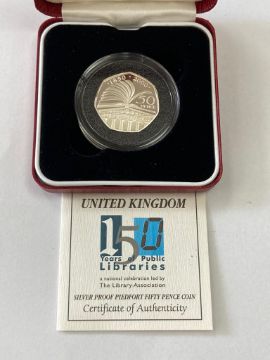 1850 · 2000
50
PENCE
UNITED KINGDOM
150
Years of Public
Libraries
a national celebration led by
The Library Association
SILVER PROOF PIEDFORT FIFTY PENCE COIN
Certificate of Authenticity